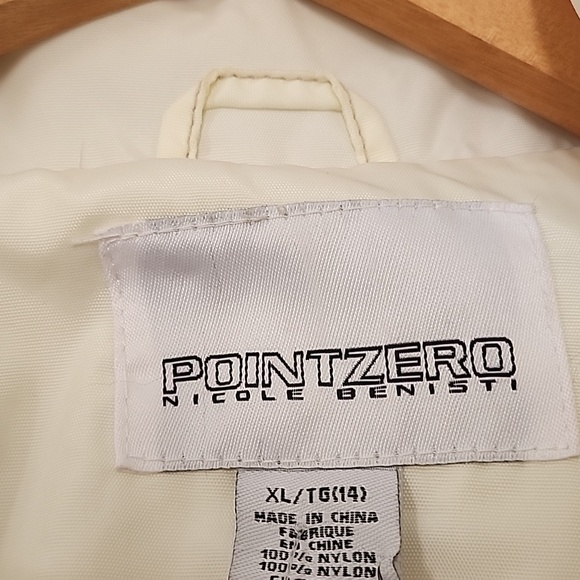 POINTZERO
NICOLE BENISTI
XL/TG(14)
MADE IN CHINA
FABRIQUE
EN CHINE
100% NYLON
100% NYLON